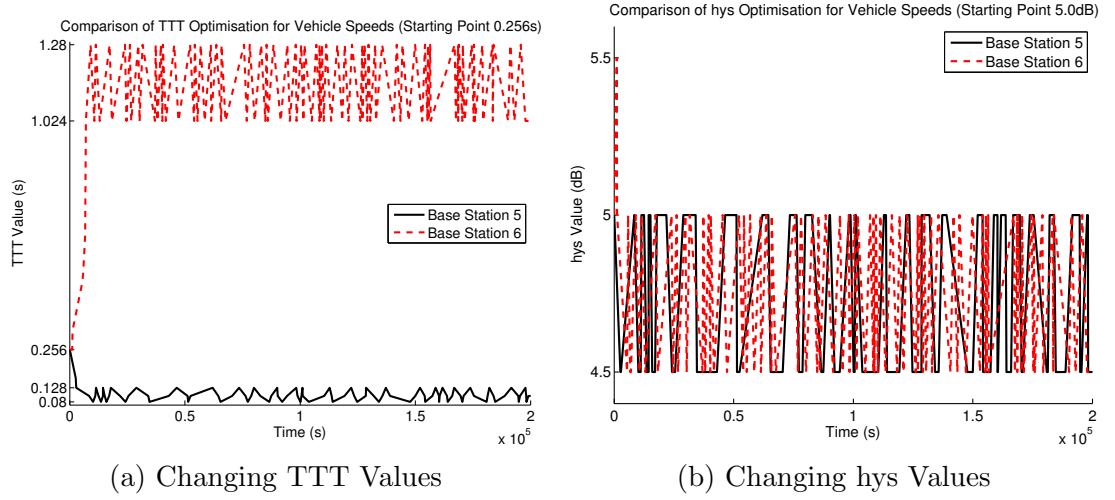 Comparison of TTT Optimisation for Vehicle Speeds (Starting Point 0.256s)
1.28
1.024
0.256
0.128
0.08
TTT Value (s)
Base Station 5
Base Station 6
0 0.5 1 1.5 2
x 10^5
Time (s)
(a) Changing TTT Values
Comparison of hys Optimisation for Vehicle Speeds (Starting Point 5.0dB)
5.5
5
4.5
hys Value (dB)
Base Station 5
Base Station 6
0 0.5 1 1.5 2
x 10^5
Time (s)
(b) Changing hys Values